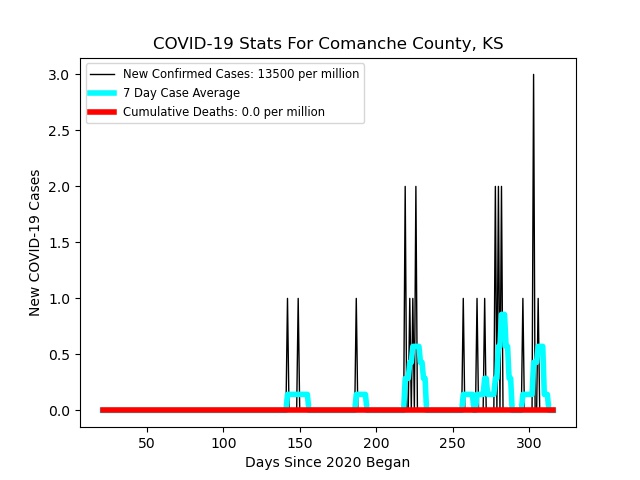 COVID-19 Stats For Comanche County, KS
New Confirmed Cases: 13500 per million
7 Day Case Average
Cumulative Deaths: 0.0 per million
New COVID-19 Cases
3.0
2.5
2.0
1.5
1.0
0.5
0.0
50 100 150 200 250 300
Days Since 2020 Began